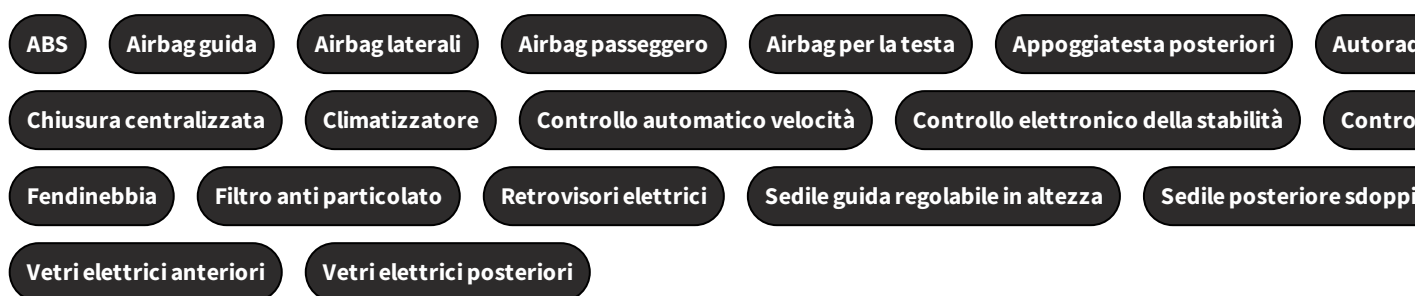 ABS Airbag guida Airbag laterali Airbag passeggero Airbag per la testa Appoggiatesta posteriori
Chiusura centralizzata Climatizzatore Controllo automatico velocità Controllo elettronico della stabilità
Fendinebbia Filtro anti particolato Retrovisori elettrici Sedile guida regolabile in altezza Sedile posteriore
Vetri elettrici anteriori Vetri elettrici posteriori